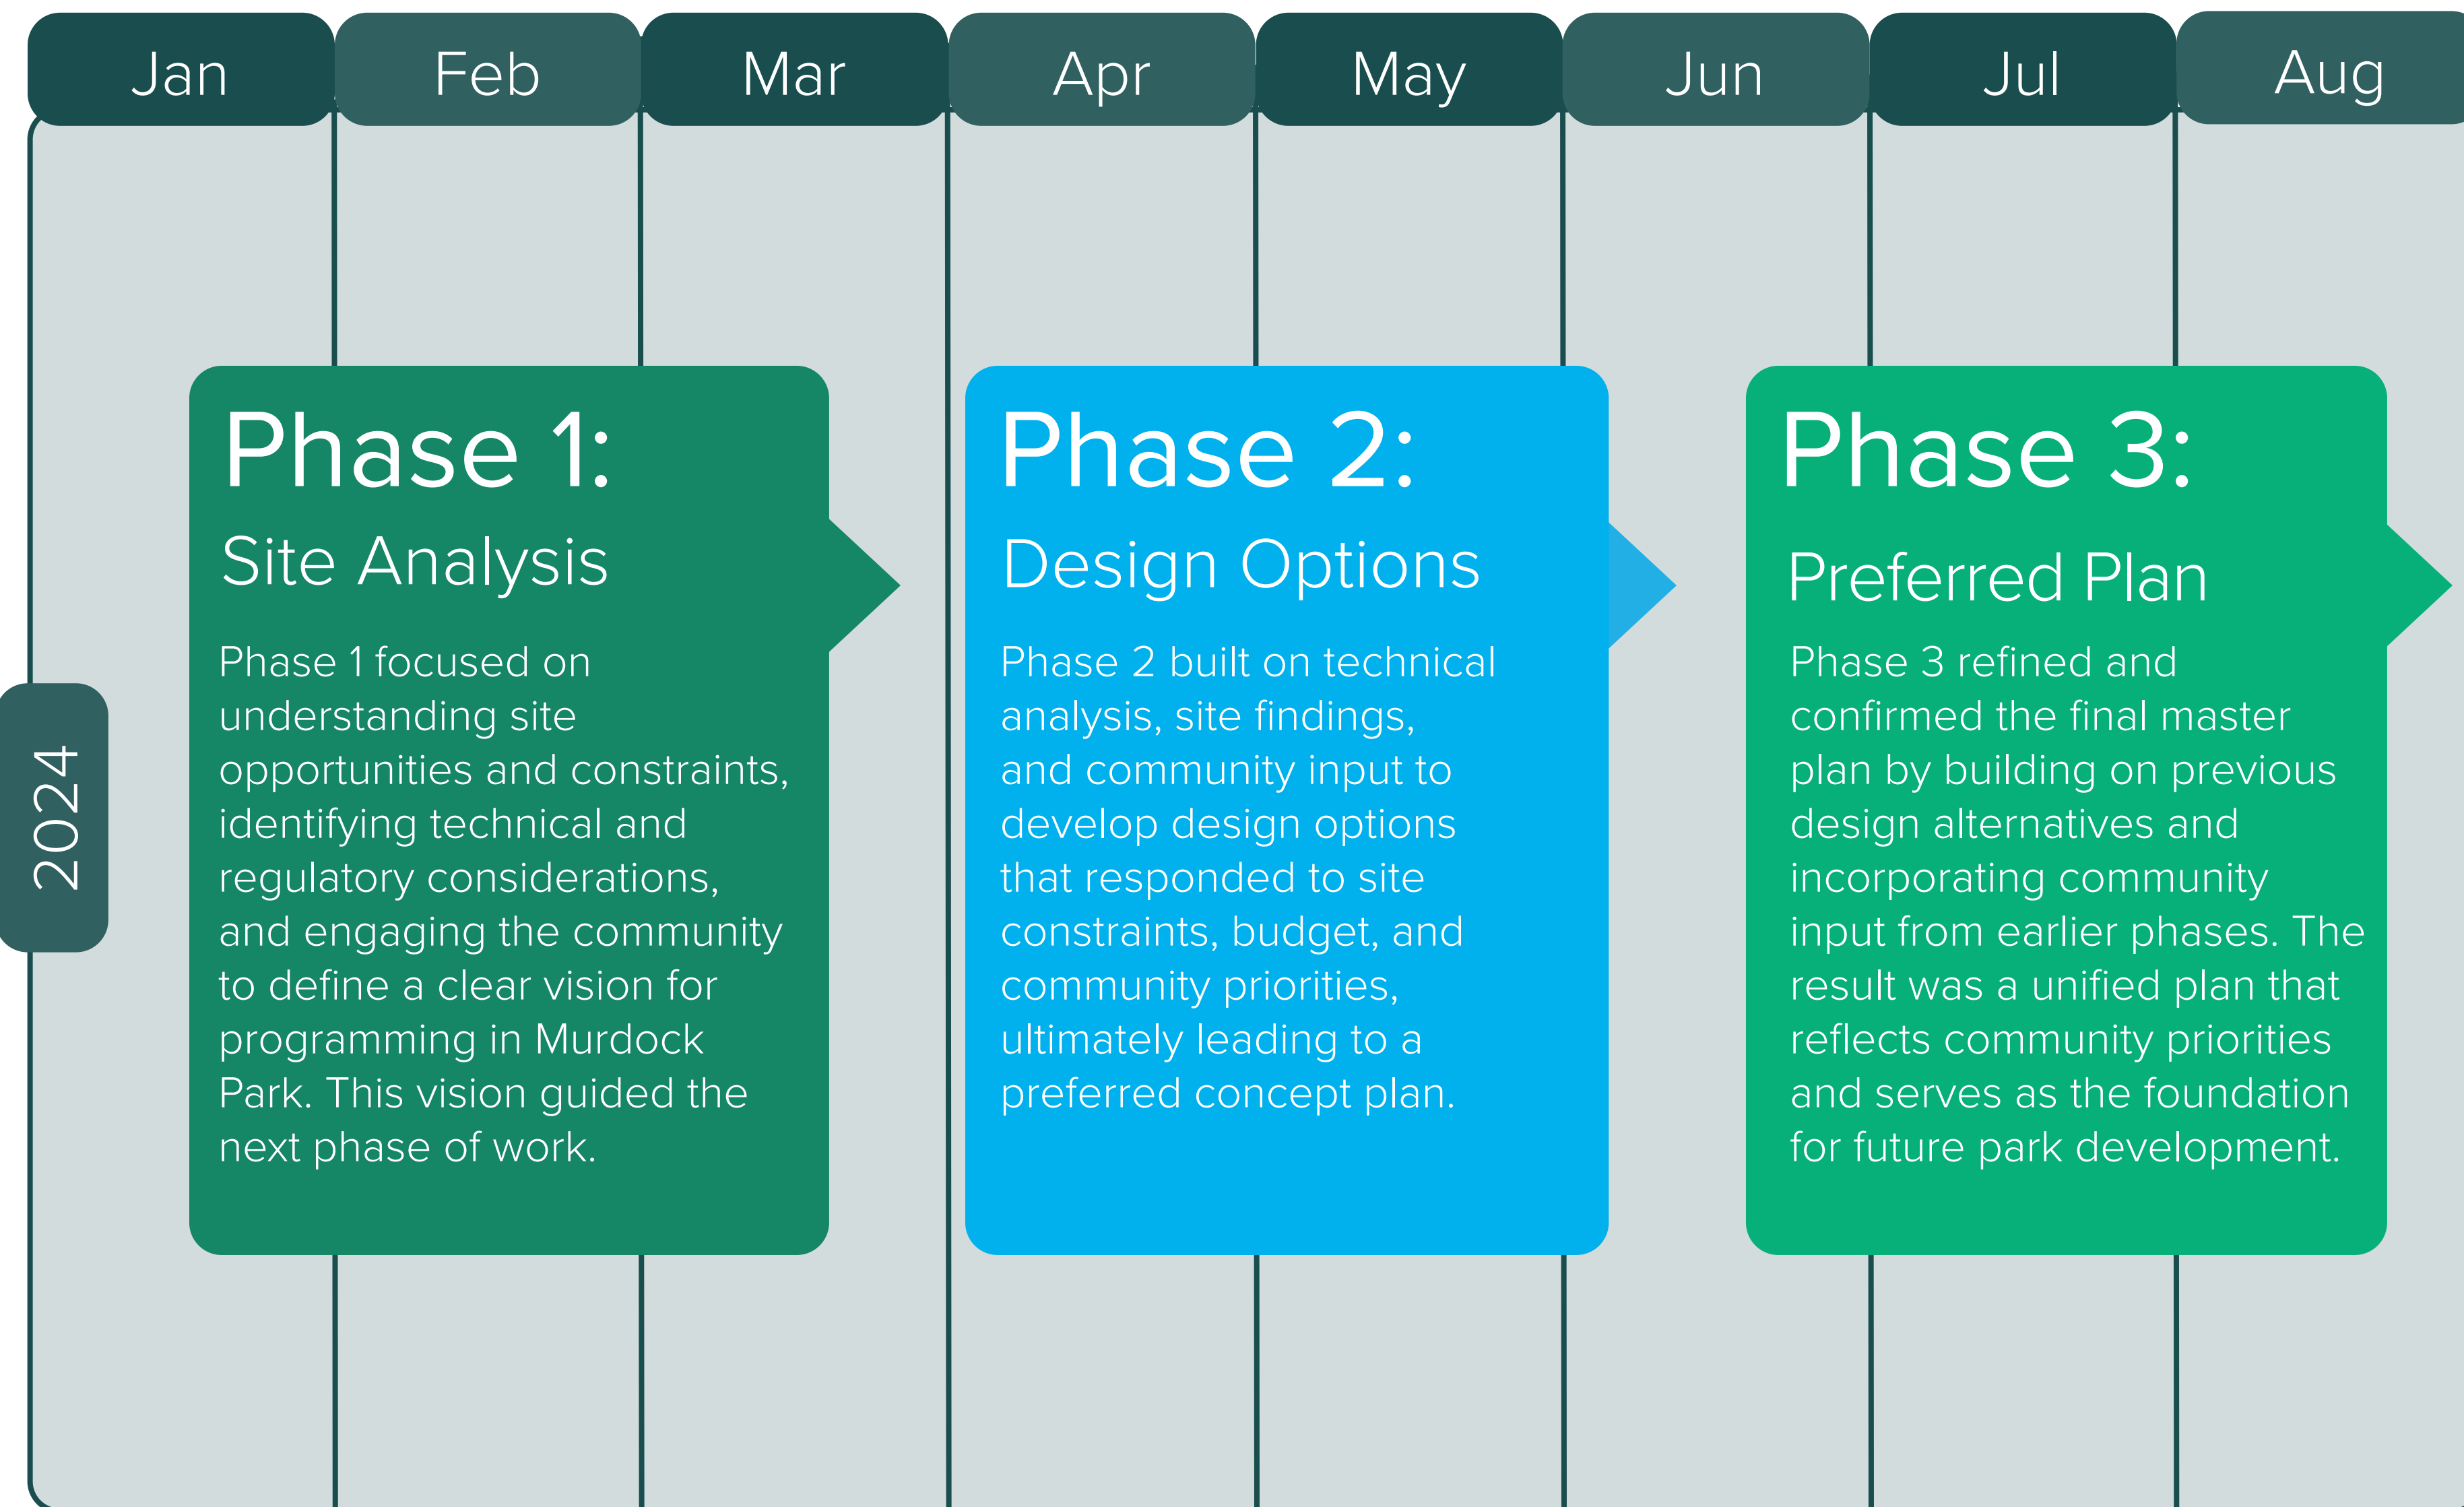 Jan Feb Mar Apr May Jun Jul Aug
2024
Phase 1:
Site Analysis
Phase 1 focused on
understanding site
opportunities and constraints,
identifying technical and
regulatory considerations,
and engaging the community
to define a clear vision for
programming in Murdock
Park. This vision guided the
next phase of work.
Phase 2:
Design Options
Phase 2 built on technical
analysis, site findings,
and community input to
develop design options
that responded to site
constraints, budget, and
community priorities,
ultimately leading to a
preferred concept plan.
Phase 3:
Preferred Plan
Phase 3 refined and
confirmed the final master
plan by building on previous
design alternatives and
incorporating community
input from earlier phases. The
result was a unified plan that
reflects community priorities
and serves as the foundation
for future park development.